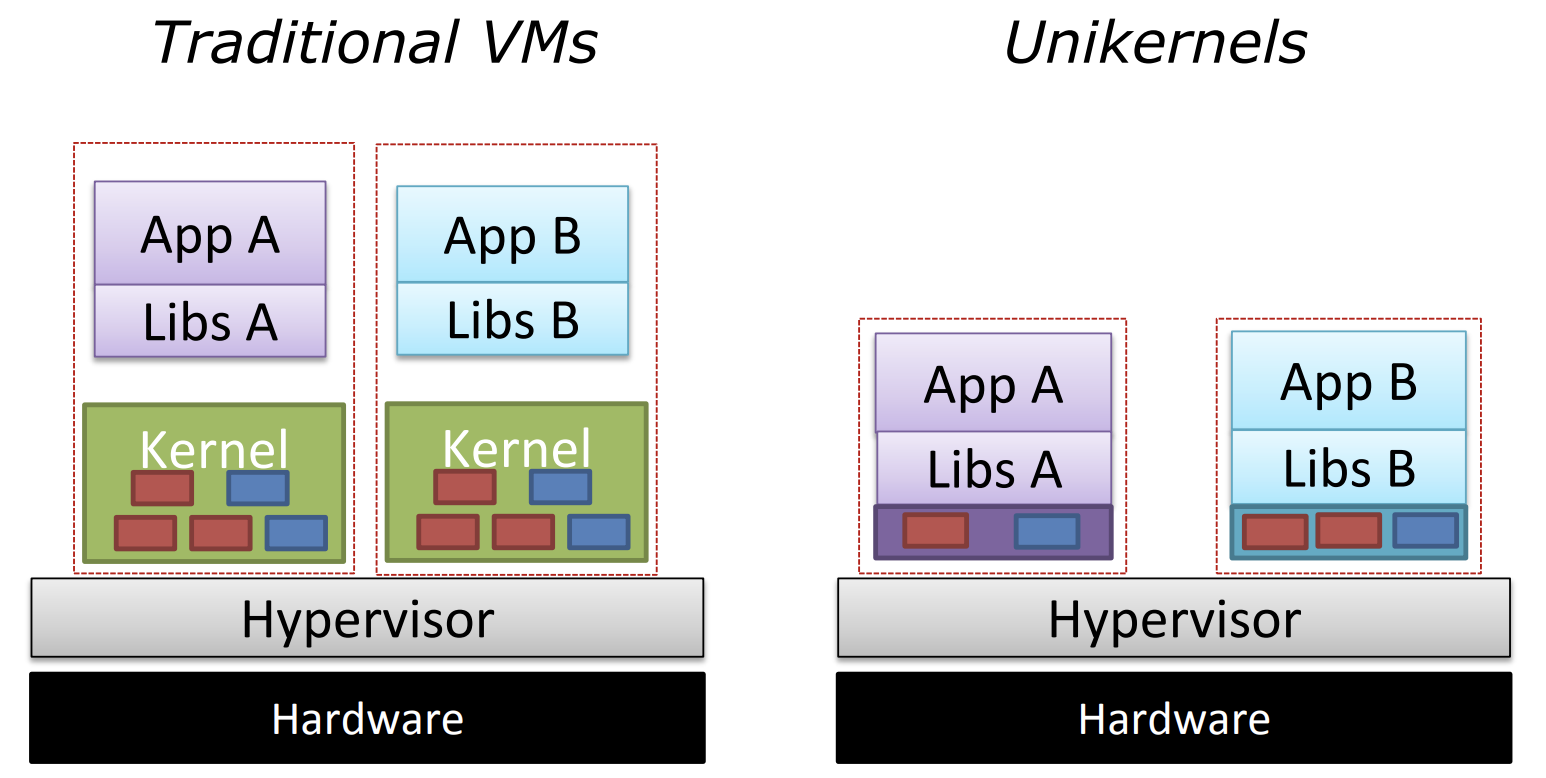 Traditional VMs
App A
Libs A
Kernel
App B
Libs B
Kernel
Hypervisor
Hardware
Unikernels
App A
Libs A
App B
Libs B
Hypervisor
Hardware